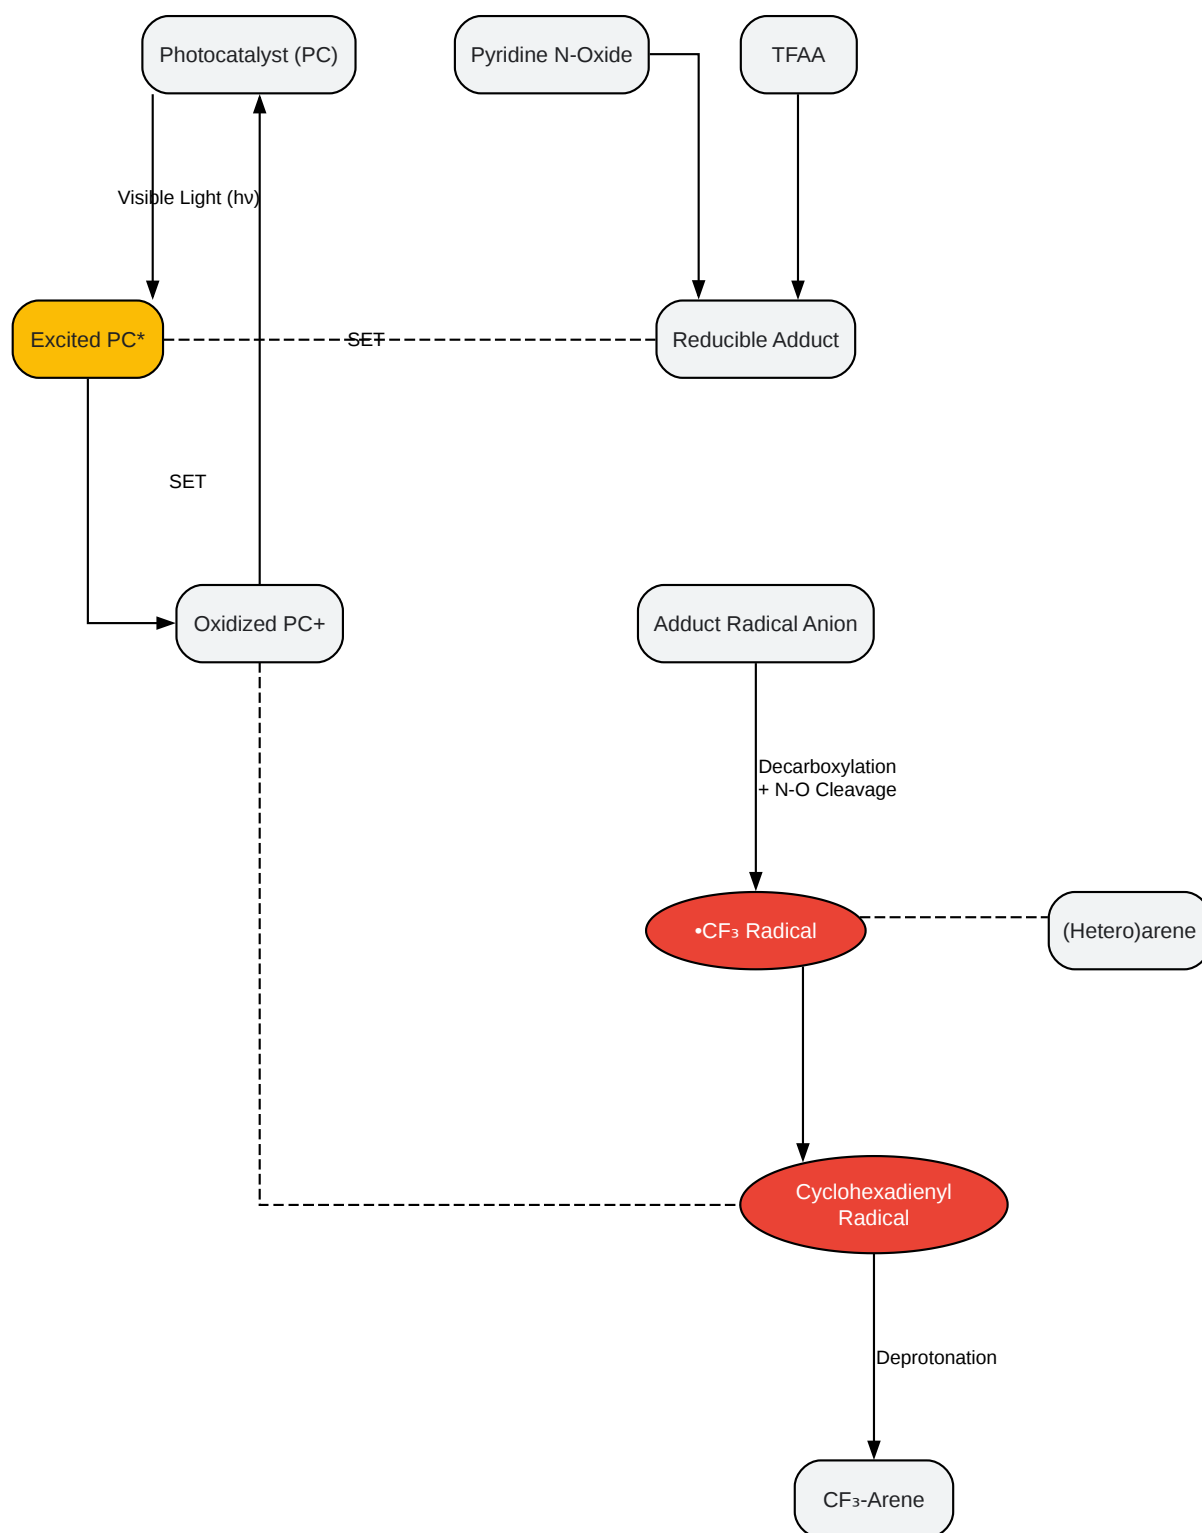 Photocatalyst (PC)
Pyridine N-Oxide
TFAA
Visible Light (hν)
Excited PC*
SET
Reducible Adduct
SET
Oxidized PC+
Adduct Radical Anion
Decarboxylation
+ N-O Cleavage
•CF₃ Radical
(Hetero)arene
Cyclohexadienyl
Radical
Deprotonation
CF₃-Arene